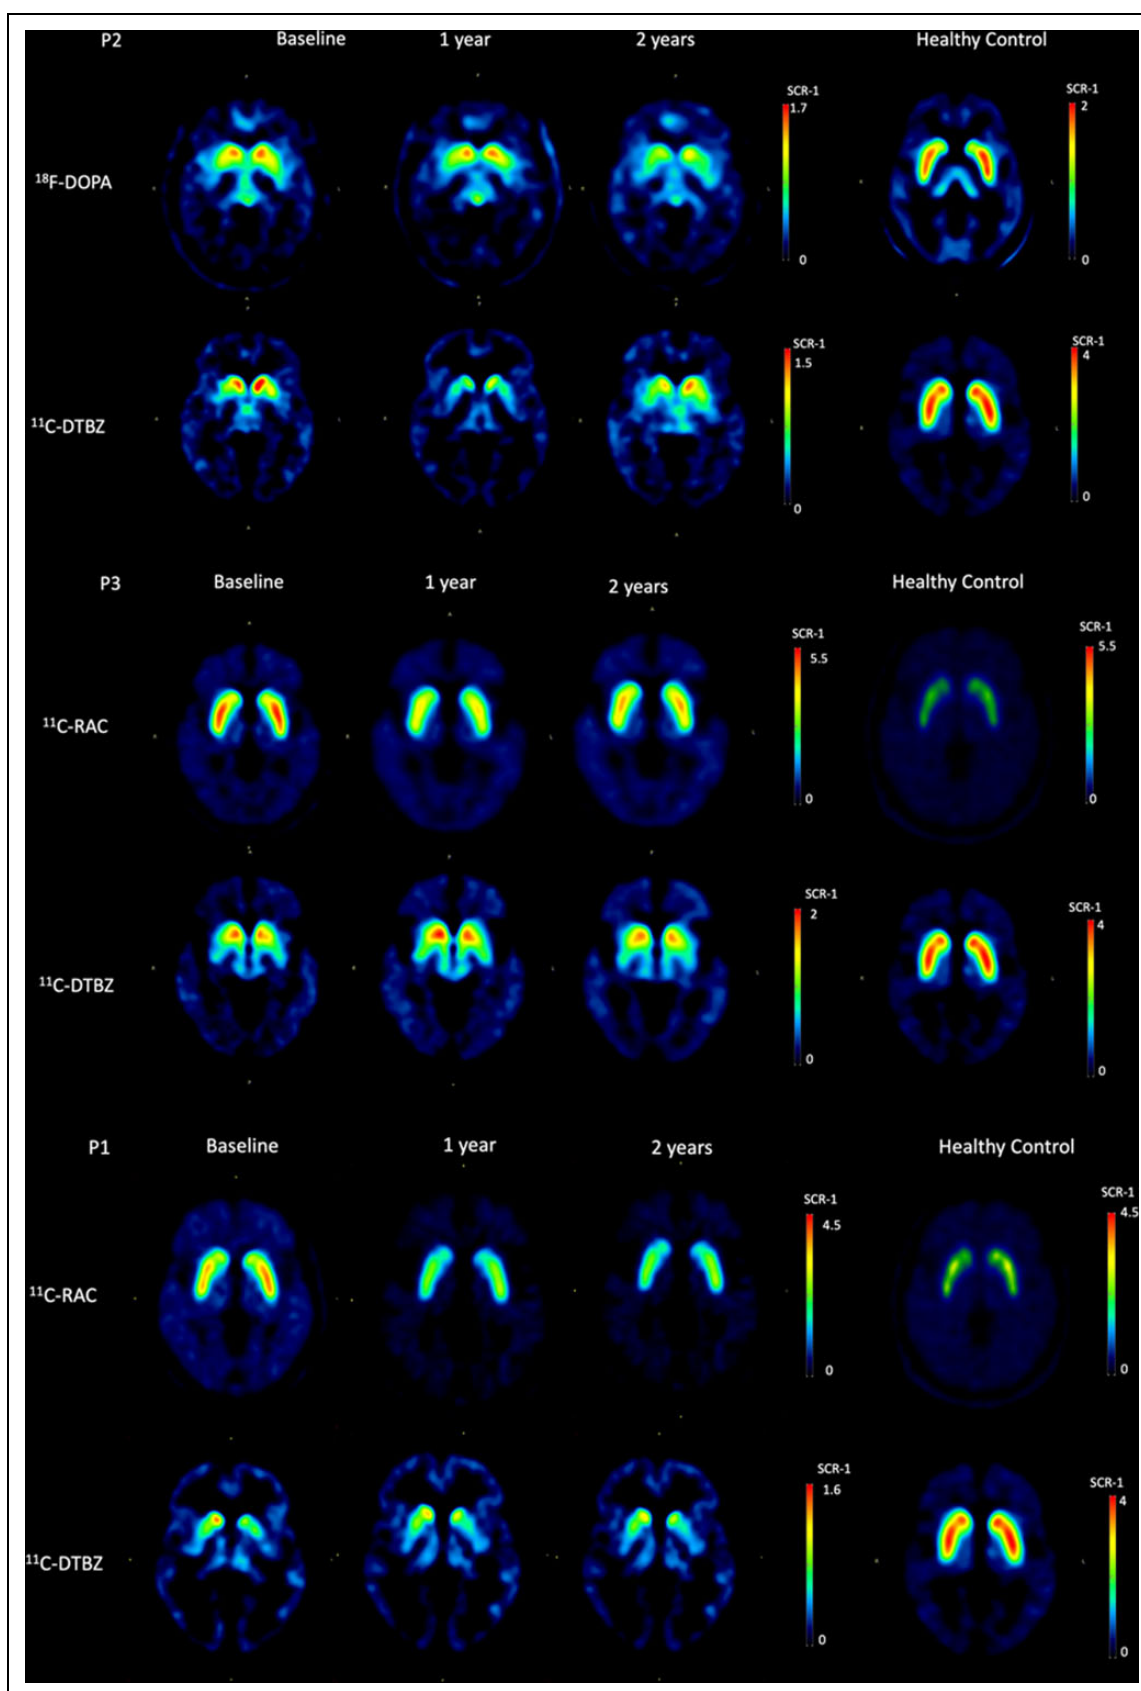 P2 Baseline 1 year 2 years Healthy Control
SCR-1 SCR-1
1.7 2
18F-DOPA
0 0
SCR-1 SCR-1
1.5 4
11C-DTBZ
0 0
P3 Baseline 1 year 2 years Healthy Control
SCR-1 SCR-1
5.5 5.5
11C-RAC
0 0
SCR-1 SCR-1
2 4
11C-DTBZ
0 0
P1 Baseline 1 year 2 years Healthy Control
SCR-1 SCR-1
4.5 4.5
11C-RAC
0 0
SCR-1 SCR-1
1.6 4
11C-DTBZ
0 0